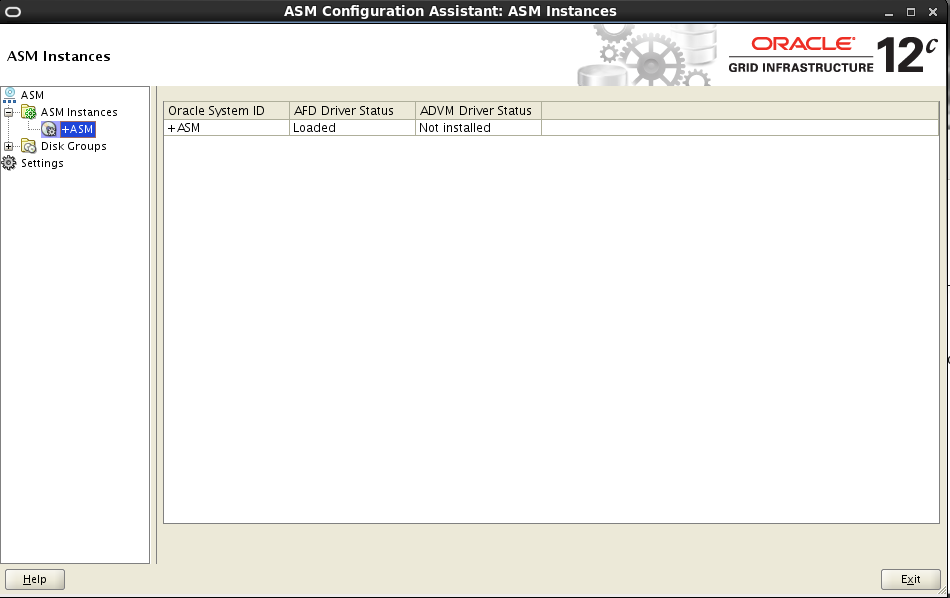 ASM Configuration Assistant: ASM Instances
ASM Instances
ORACLE
GRID INFRASTRUCTURE
12c
ASM
ASM Instances
+ASM
Disk Groups
Settings
Oracle System ID AFD Driver Status ADVM Driver Status
+ASM Loaded Not installed
Help
Exit